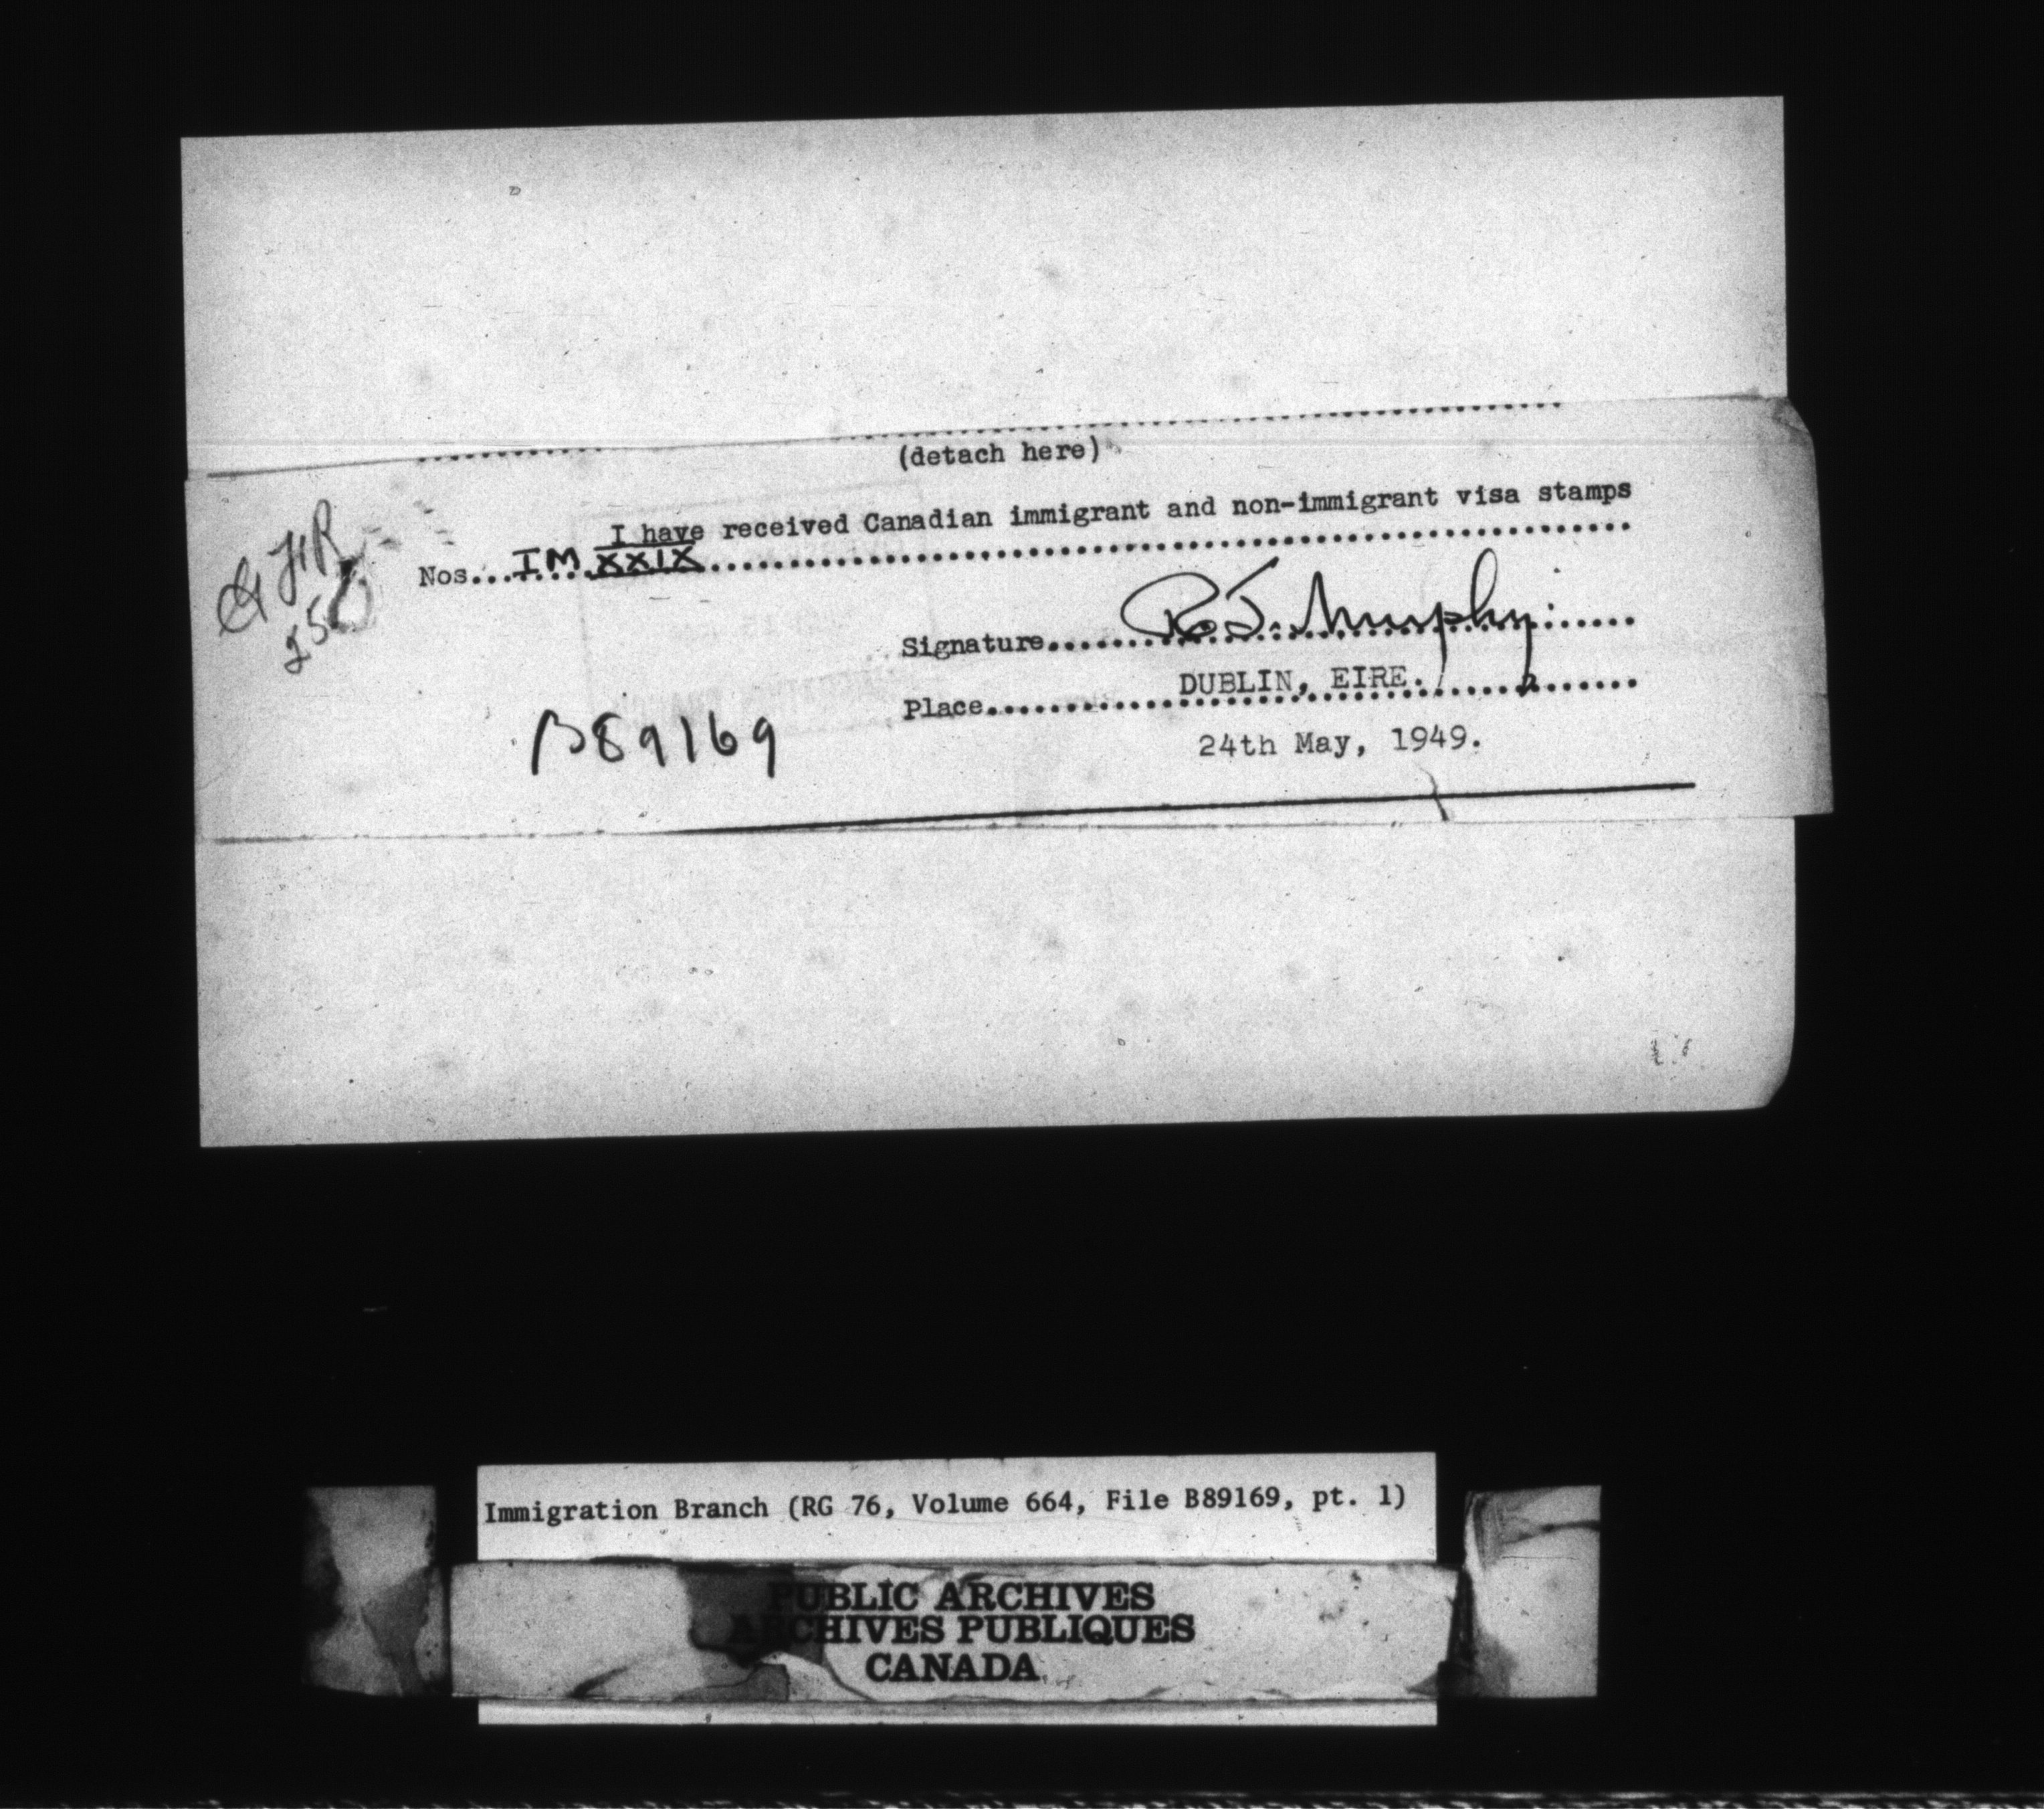 (detach here)
I have received Canadian immigrant and non-immigrant visa stamps
Nos...IM XXIX
Signature...R. J. Murphy
Place...DUBLIN, EIRE.
24th May, 1949.
B89169
Immigration Branch (RG 76, Volume 664, File B89169, pt. 1)
PUBLIC ARCHIVES
ARCHIVES PUBLIQUES
CANADA